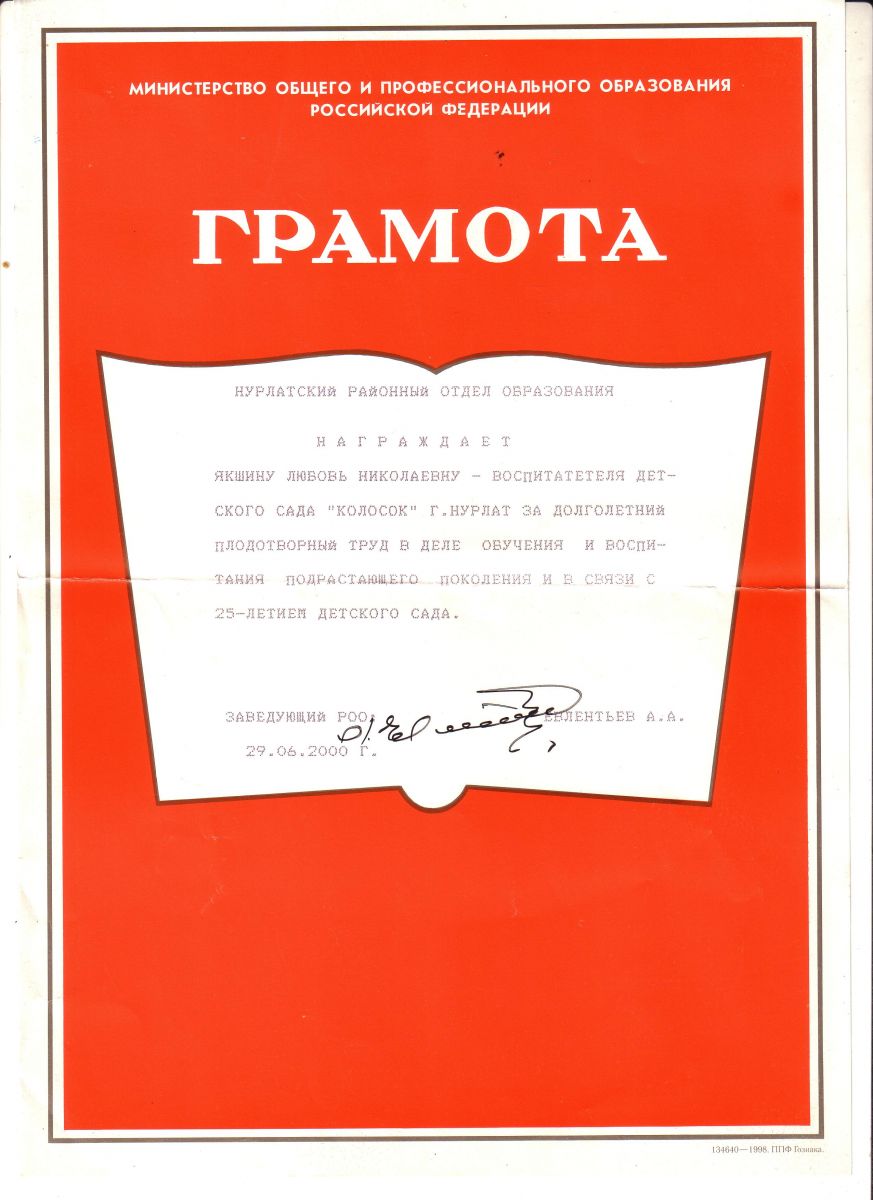 МИНИСТЕРСТВО ОБЩЕГО И ПРОФЕССИОНАЛЬНОГО ОБРАЗОВАНИЯ
РОССИЙСКОЙ ФЕДЕРАЦИИ
ГРАМОТА
НУРЛАТСКИЙ РАЙОННЫЙ ОТДЕЛ ОБРАЗОВАНИЯ
Н А Г Р А Ж Д А Е Т
ЯКШИНУ ЛЮБОВЬ НИКОЛАЕВНУ – ВОСПИТАТЕТЕЛЯ ДЕТ-
СКОГО САДА "КОЛОСОК" Г.НУРЛАТ ЗА ДОЛГОЛЕТНИЙ
ПЛОДОТВОРНЫЙ ТРУД В ДЕЛЕ ОБУЧЕНИЯ И ВОСПИ-
ТАНИЯ ПОДРАСТАЮЩЕГО ПОКОЛЕНИЯ И В СВЯЗИ С
25-ЛЕТИЕМ ДЕТСКОГО САДА.
ЗАВЕДУЮЩИЙ РОО: ЕВЛЕНТЬЕВ А.А.
29.06.2000 Г.
134640—1998. ППФ Гознака.